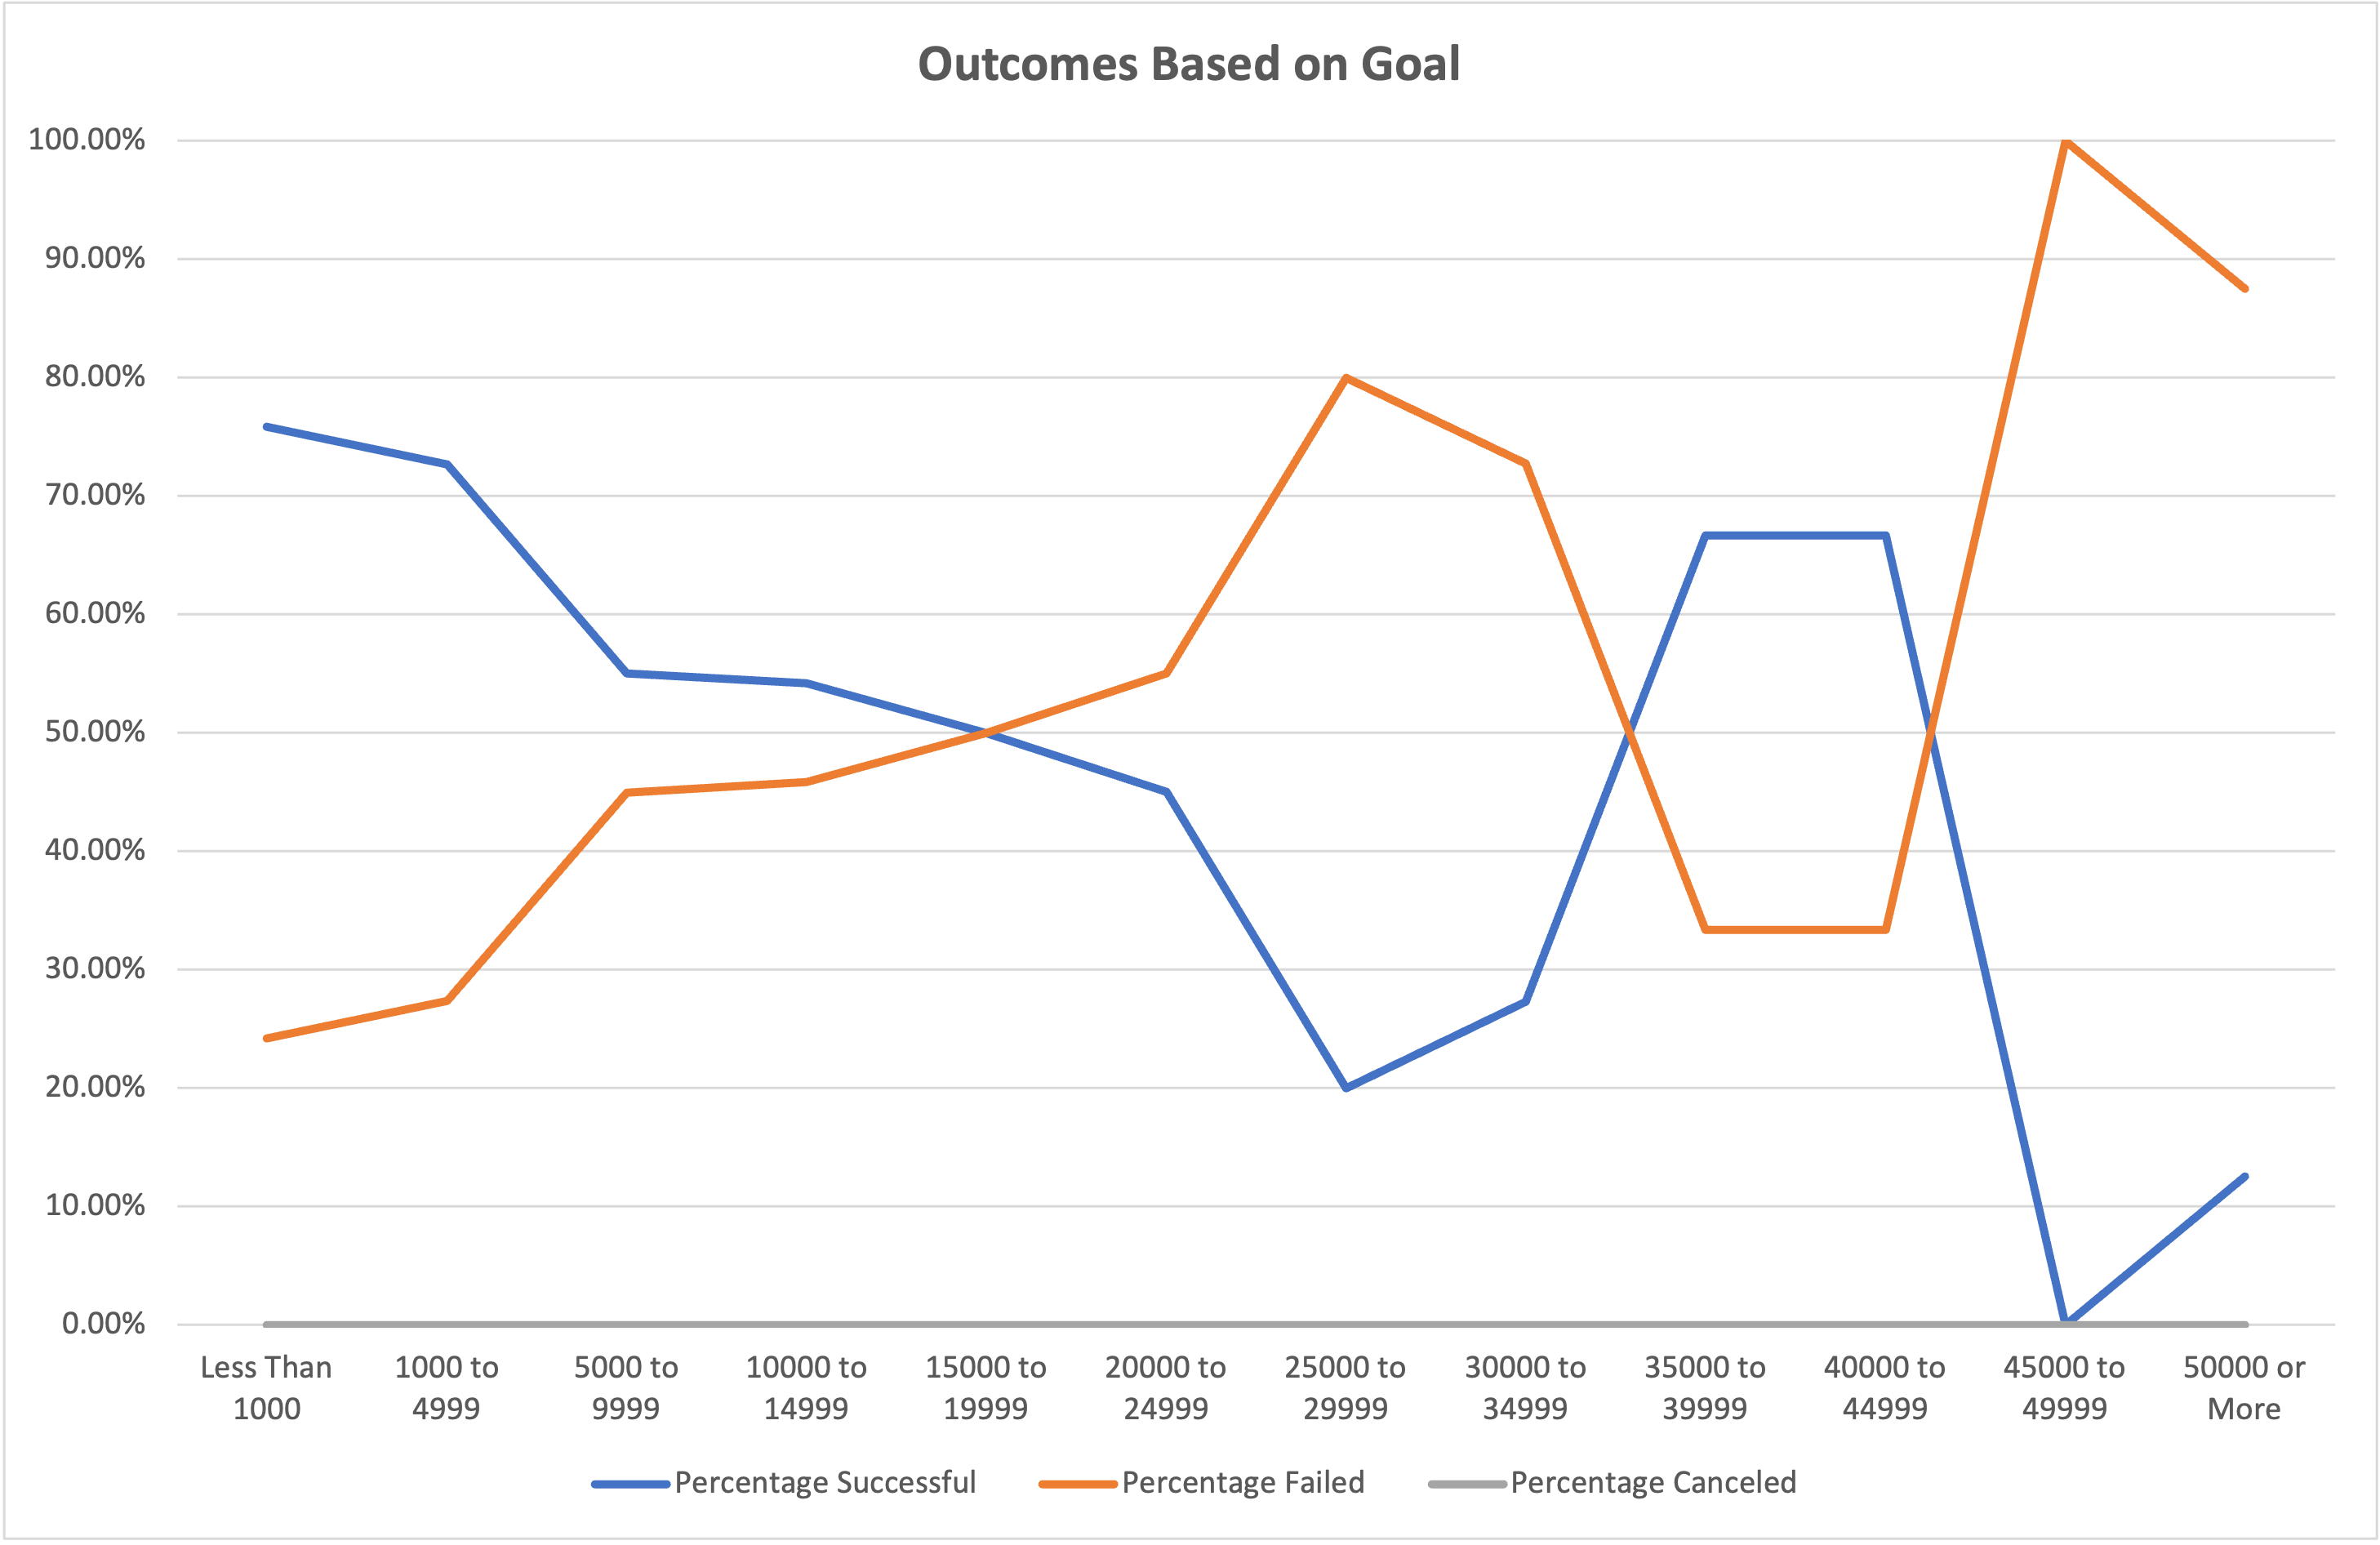 Outcomes Based on Goal
100.00%
90.00%
80.00%
70.00%
60.00%
50.00%
40.00%
30.00%
20.00%
10.00%
0.00%
Less Than
1000
1000 to
4999
5000 to
9999
10000 to
14999
15000 to
19999
20000 to
24999
25000 to
29999
30000 to
34999
35000 to
39999
40000 to
44999
45000 to
49999
50000 or
More
Percentage Successful
Percentage Failed
Percentage Canceled